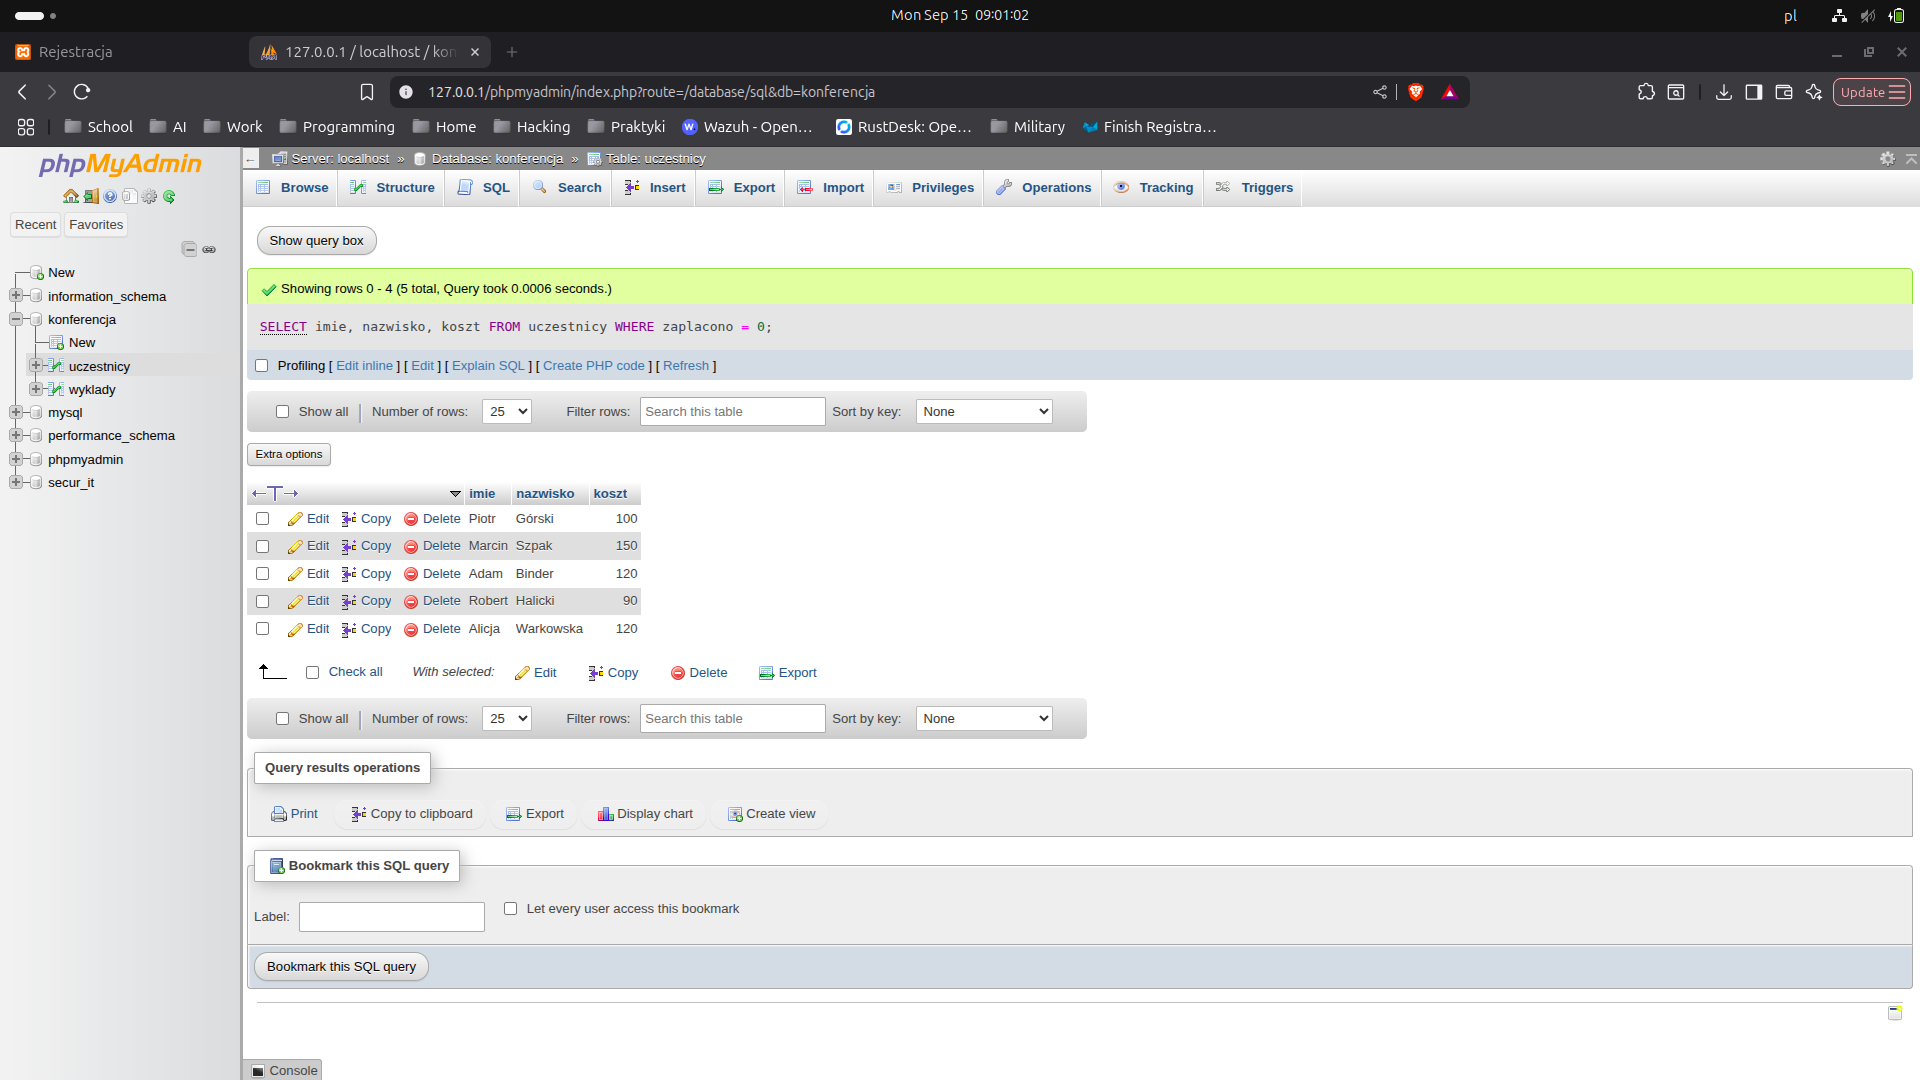 Mon Sep 15 09:01:02
pl
Rejestracja
127.0.0.1 / localhost / kon
127.0.0.1/phpmyadmin/index.php?route=/database/sql&db=konferencja
Update
School
AI
Work
Programming
Home
Hacking
Praktyki
Wazuh - Open…
RustDesk: Ope…
Military
Finish Registra…
phpMyAdmin
Recent
Favorites
New
information_schema
konferencja
New
uczestnicy
wyklady
mysql
performance_schema
phpmyadmin
secur_it
Server: localhost » Database: konferencja » Table: uczestnicy
Browse
Structure
SQL
Search
Insert
Export
Import
Privileges
Operations
Tracking
Triggers
Show query box
Showing rows 0 - 4 (5 total, Query took 0.0006 seconds.)
SELECT imie, nazwisko, koszt FROM uczestnicy WHERE zaplacono = 0;
Profiling [ Edit inline ] [ Edit ] [ Explain SQL ] [ Create PHP code ] [ Refresh ]
Show all | Number of rows: 25 Filter rows: Search this table Sort by key: None
Extra options
imie nazwisko koszt
Edit Copy Delete Piotr Górski 100
Edit Copy Delete Marcin Szpak 150
Edit Copy Delete Adam Binder 120
Edit Copy Delete Robert Halicki 90
Edit Copy Delete Alicja Warkowska 120
Check all With selected: Edit Copy Delete Export
Show all | Number of rows: 25 Filter rows: Search this table Sort by key: None
Query results operations
Print
Copy to clipboard
Export
Display chart
Create view
Bookmark this SQL query
Label:
Let every user access this bookmark
Bookmark this SQL query
Console